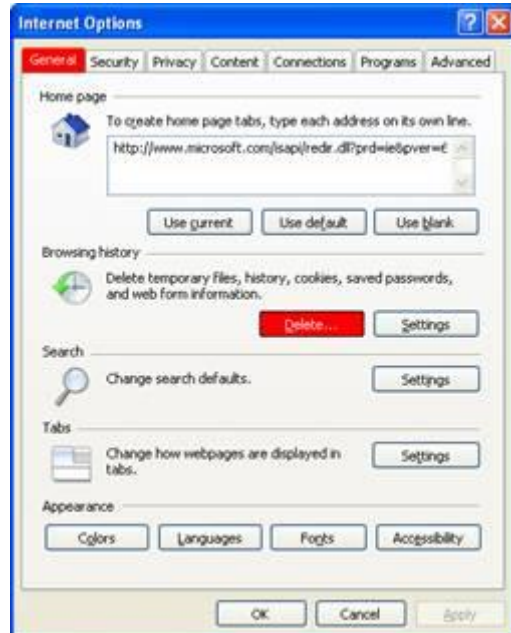 Internet Options
General Security Privacy Content Connections Programs Advanced
Home page
To create home page tabs, type each address on its own line.
http://www.microsoft.com/isapi/redir.dll?prd=ie&pver=6
Use current Use default Use blank
Browsing history
Delete temporary files, history, cookies, saved passwords,
and web form information.
Delete... Settings
Search
Change search defaults.
Settings
Tabs
Change how webpages are displayed in
tabs.
Settings
Appearance
Colors Languages Fonts Accessibility
OK Cancel Apply